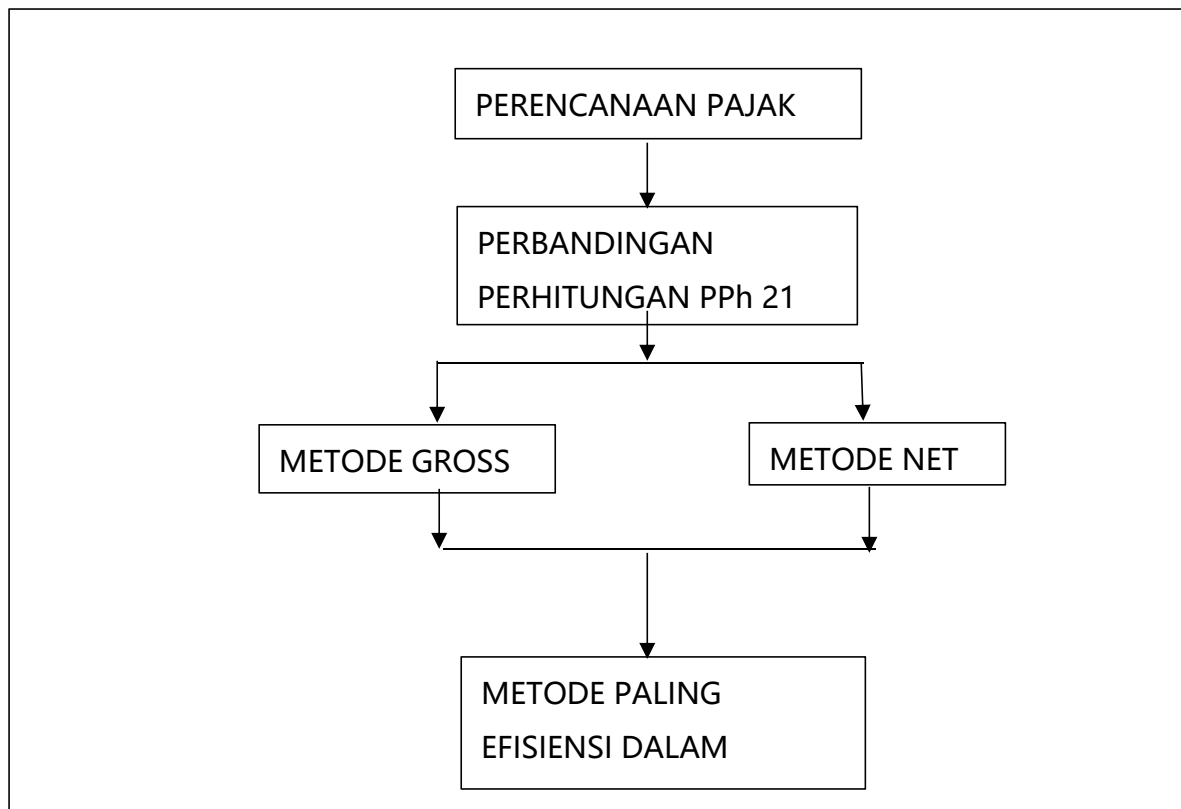 PERENCANAAN PAJAK
PERBANDINGAN
PERHITUNGAN PPh 21
METODE GROSS
METODE NET
METODE PALING
EFISIENSI DALAM